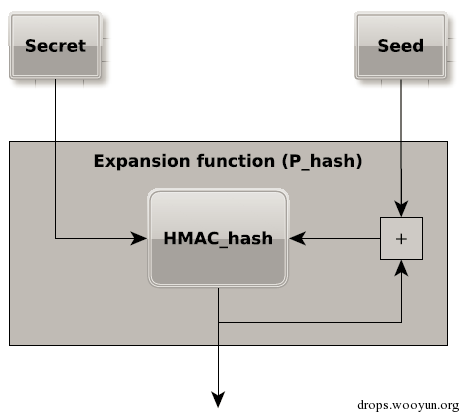 Secret
Seed
Expansion function (P_hash)
HMAC_hash
+
drops.wooyun.org